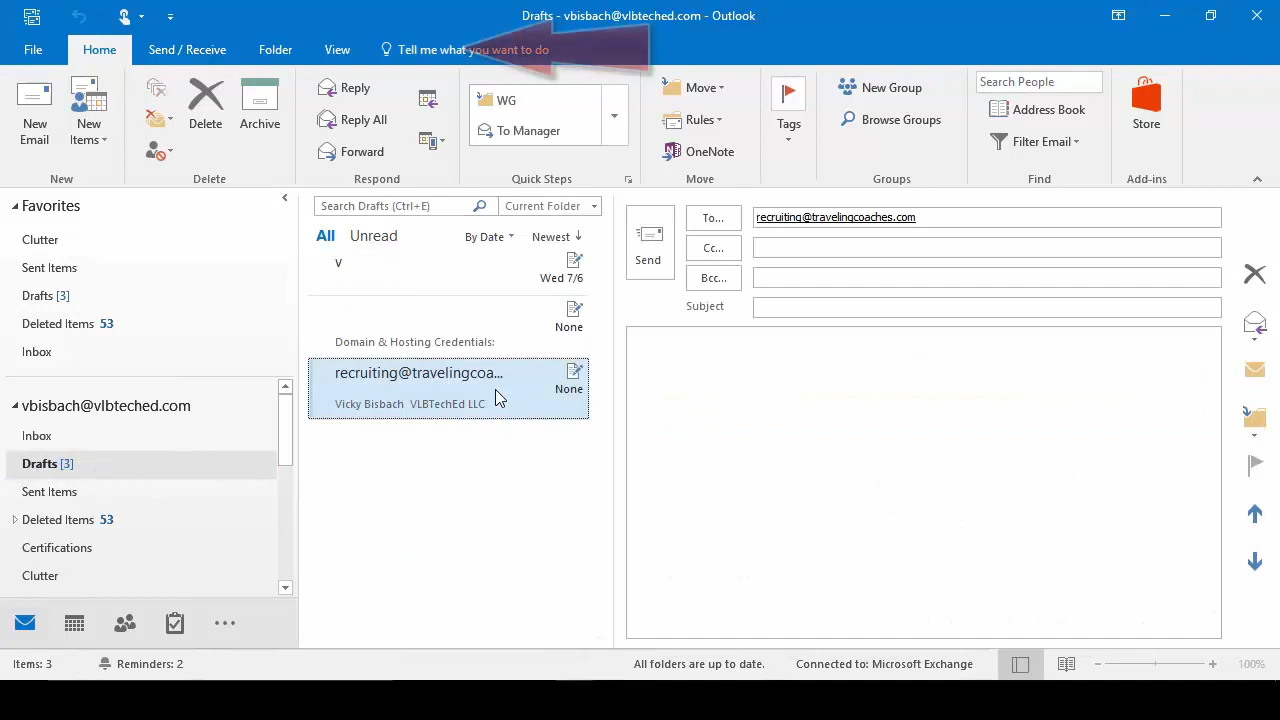 Drafts - vbisbach@vlbteched.com - Outlook
File Home Send / Receive Folder View Tell me what you want to do
New Email
New Items
Delete
Archive
Reply
Reply All
Forward
WG
To Manager
Move
Rules
OneNote
Tags
New Group
Browse Groups
Search People
Address Book
Filter Email
Store
New Delete Respond Quick Steps Move Groups Find Add-ins
Favorites
Clutter
Sent Items
Drafts [3]
Deleted Items 53
Inbox
vbisbach@vlbteched.com
Inbox
Drafts [3]
Sent Items
Deleted Items 53
Certifications
Clutter
Search Drafts (Ctrl+E) Current Folder
All Unread By Date Newest
V
Wed 7/6
None
Domain & Hosting Credentials:
recruiting@travelingcoa...
None
Vicky Bisbach VLBTechEd LLC
Send
To... recruiting@travelingcoaches.com
Cc...
Bcc...
Subject
Items: 3 Reminders: 2 All folders are up to date. Connected to: Microsoft Exchange 100%